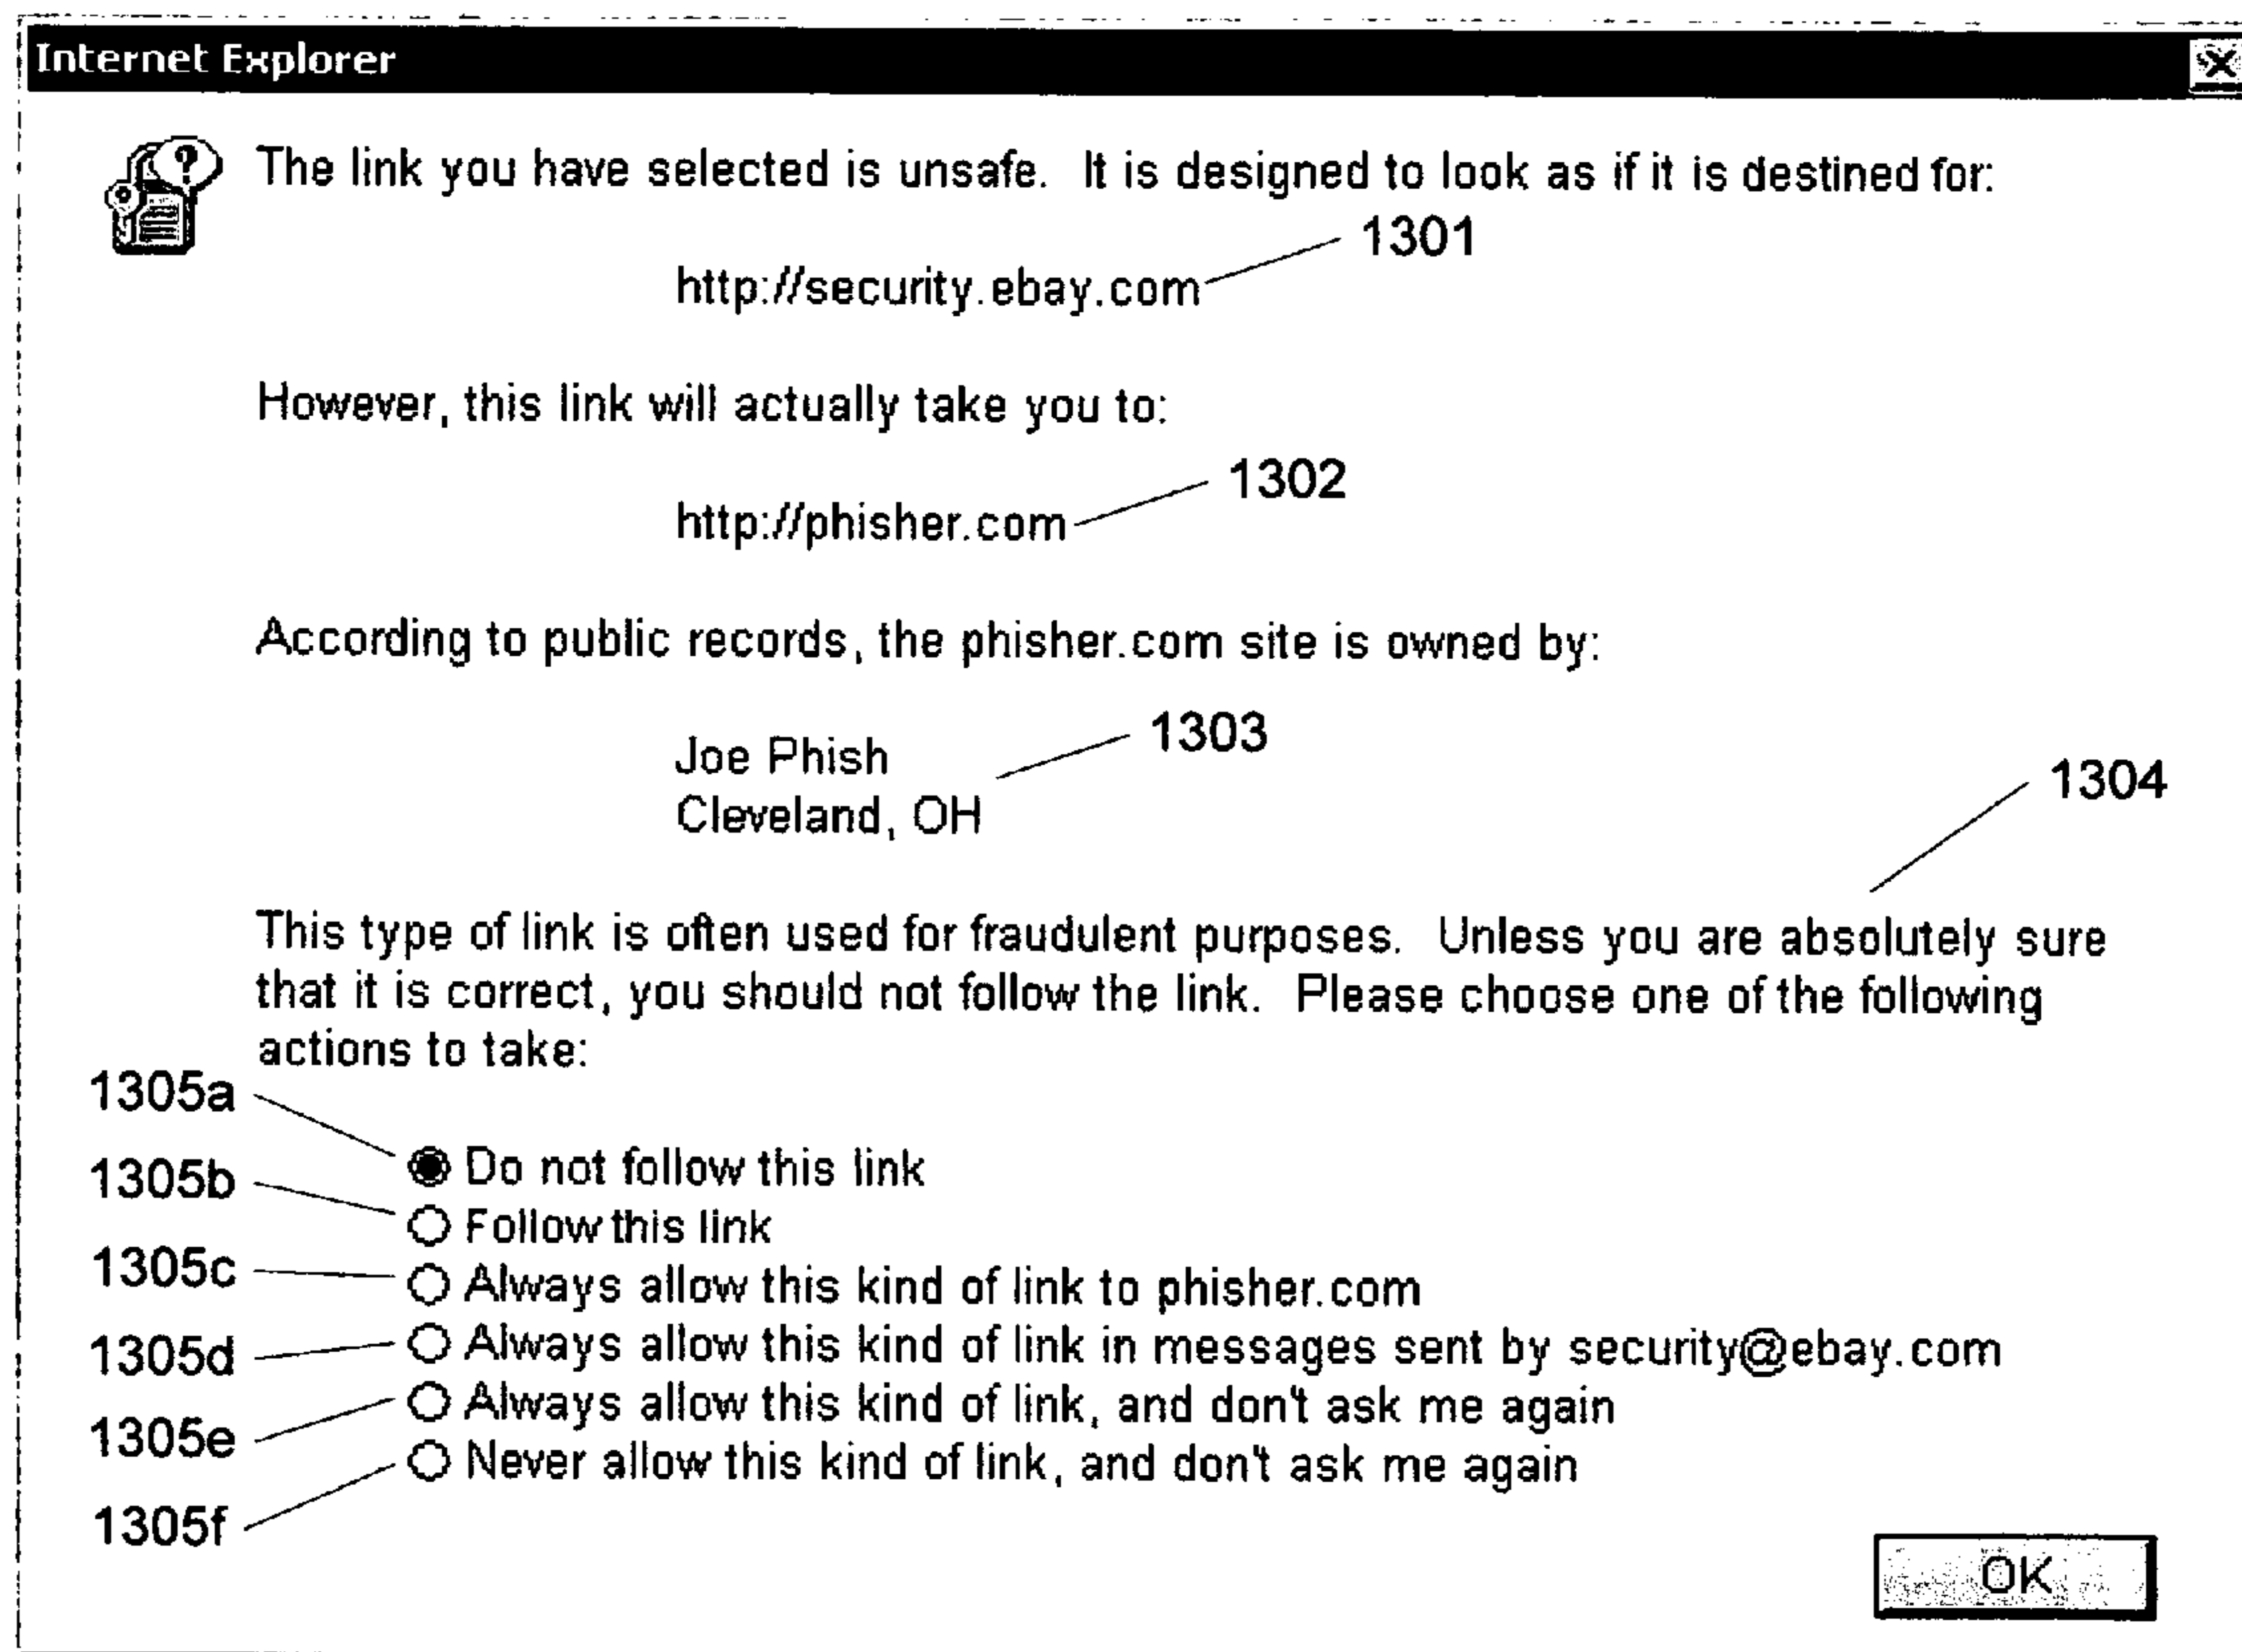 Internet Explorer
The link you have selected is unsafe. It is designed to look as if it is destined for:
1301
http://security.ebay.com
However, this link will actually take you to:
1302
http://phisher.com
According to public records, the phisher.com site is owned by:
1303
Joe Phish
1304
Cleveland, OH
This type of link is often used for fraudulent purposes. Unless you are absolutely sure
that it is correct, you should not follow the link. Please choose one of the following
actions to take:
1305a
Do not follow this link
1305b
Follow this link
1305c
Always allow this kind of link to phisher.com
1305d
Always allow this kind of link in messages sent by security@ebay.com
1305e
Always allow this kind of link, and don't ask me again
Never allow this kind of link, and don't ask me again
1305f
OK